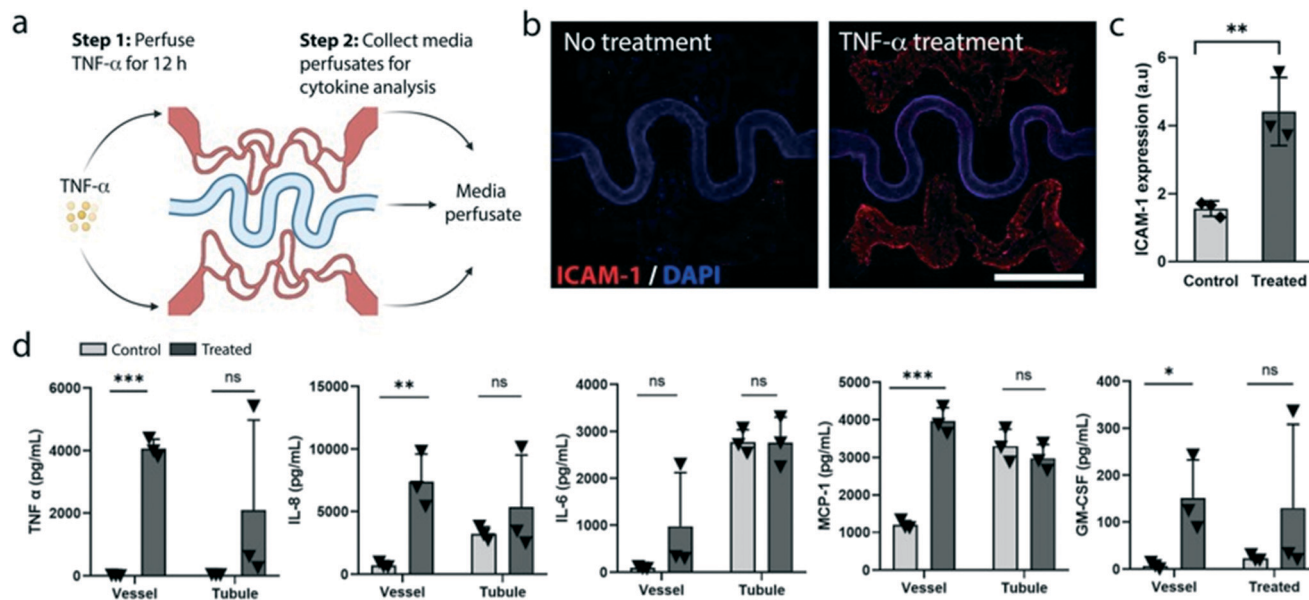 a
Step 1: Perfuse
TNF-α for 12 h
Step 2: Collect media
perfusates for
cytokine analysis
TNF-α
Media
perfusate
b
No treatment
TNF-α treatment
ICAM-1 / DAPI
c
**
ICAM-1 expression (a.u)
6
4
2
0
Control
Treated
d
Control
Treated
TNF α (pg/mL)
6000
4000
2000
0
***
ns
Vessel
Tubule
IL-8 (pg/mL)
15000
10000
5000
0
**
ns
Vessel
Tubule
IL-6 (pg/mL)
4000
3000
2000
1000
0
ns
ns
Vessel
Tubule
MCP-1 (pg/mL)
5000
4000
3000
2000
1000
0
***
ns
Vessel
Tubule
GM-CSF (pg/mL)
400
300
200
100
0
*
ns
Vessel
Treated